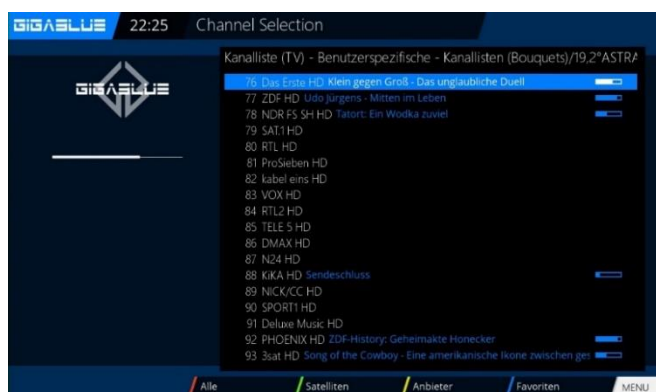 GIGABLUE 22:25 Channel Selection
Kanalliste (TV) - Benutzerspezifische - Kanallisten (Bouquets)/19,2°ASTRA
GIGABLUE
76 Das Erste HD Klein gegen Groß - Das unglaubliche Duell
77 ZDF HD Udo Jürgens - Mitten im Leben
78 NDR FS SH HD Tatort: Ein Wodka zuviel
79 SAT.1 HD
80 RTL HD
81 ProSieben HD
82 kabel eins HD
83 VOX HD
84 RTL2 HD
85 TELE 5 HD
86 DMAX HD
87 N24 HD
88 KiKA HD Sendeschluss
89 NICK/CC HD
90 SPORT1 HD
91 Deluxe Music HD
92 PHOENIX HD ZDF-History: Geheimakte Honecker
93 3sat HD Song of the Cowboy - Eine amerikanische Ikone zwischen ges
Alle Satelliten Anbieter Favoriten MENU